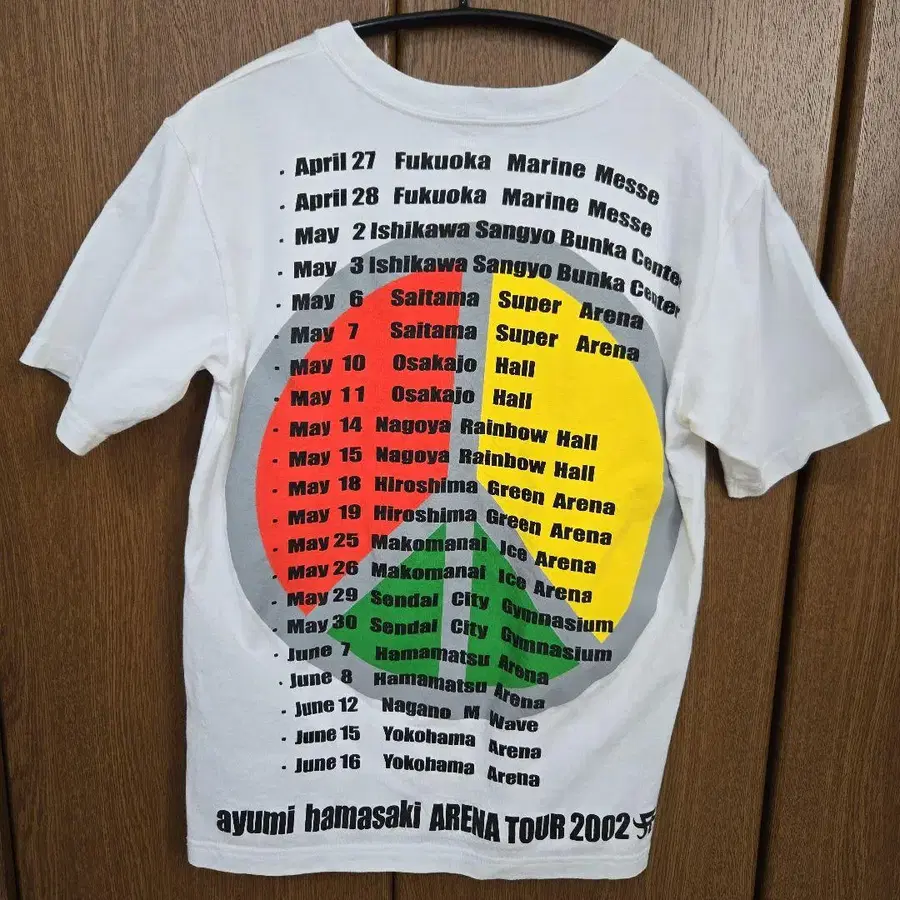 . April 27 Fukuoka Marine Messe
. April 28 Fukuoka Marine Messe
. May 2 Ishikawa Sangyo Bunka Center
. May 3 Ishikawa Sangyo Bunka Center
. May 6 Saitama Super Arena
. May 7 Saitama Super Arena
. May 10 Osakajo Hall
. May 11 Osakajo Hall
. May 14 Nagoya Rainbow Hall
. May 15 Nagoya Rainbow Hall
. May 18 Hiroshima Green Arena
. May 19 Hiroshima Green Arena
. May 25 Makomanai Ice Arena
. May 26 Makomanai Ice Arena
. May 29 Sendai City Gymnasium
. May 30 Sendai City Gymnasium
. June 7 Hamamatsu Arena
. June 8 Hamamatsu Arena
. June 12 Nagano M Wave
. June 15 Yokohama Arena
. June 16 Yokohama Arena
ayumi hamasaki ARENA TOUR 2002